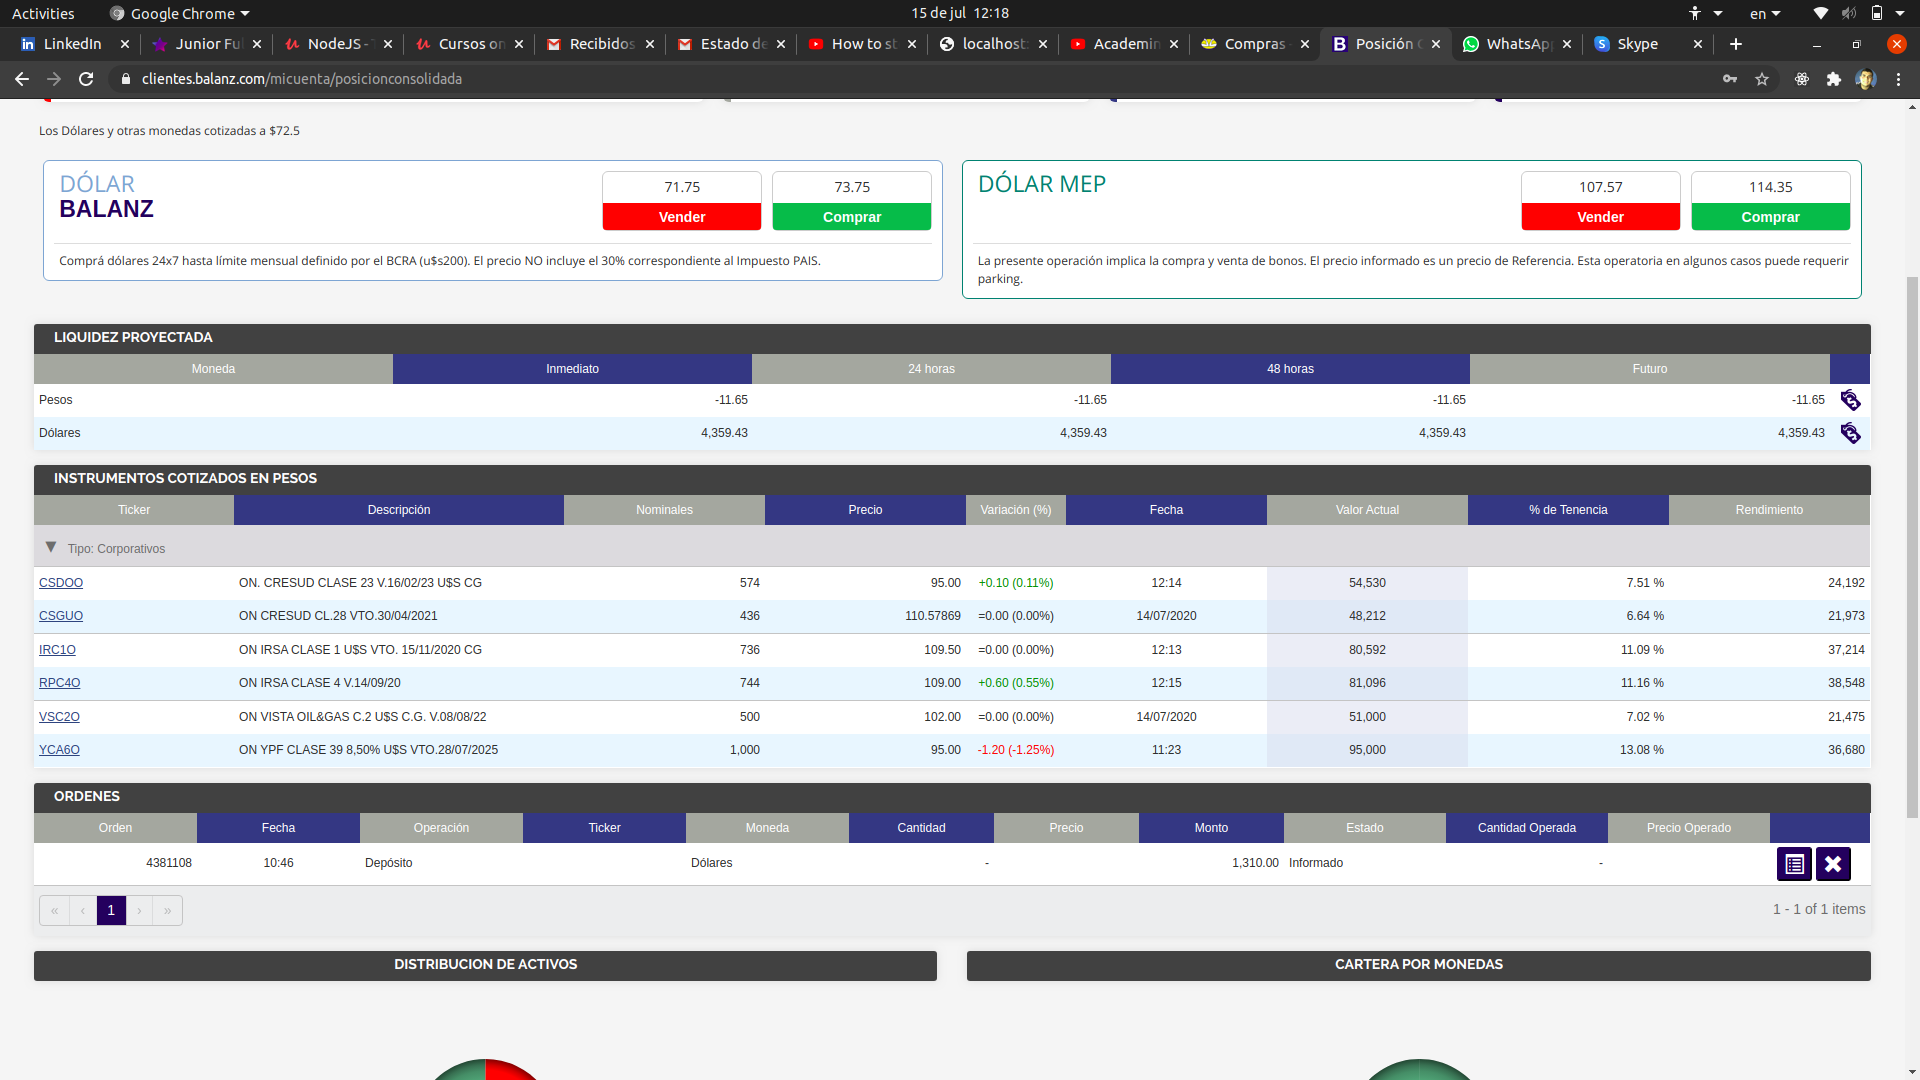 Activities
Google Chrome
15 de jul 12:18
en
LinkedIn
Junior Ful
NodeJS - T
Cursos on
Recibidos
Estado de
How to st
localhost:
Academin
Compras -
Posición C
WhatsApp
Skype
clientes.balanz.com/micuenta/posicionconsolidada
Los Dólares y otras monedas cotizadas a $72.5
DÓLAR
BALANZ
71.75
Vender
73.75
Comprar
Comprá dólares 24x7 hasta límite mensual definido por el BCRA (u$s200). El precio NO incluye el 30% correspondiente al Impuesto PAIS.
DÓLAR MEP
107.57
Vender
114.35
Comprar
La presente operación implica la compra y venta de bonos. El precio informado es un precio de Referencia. Esta operatoria en algunos casos puede requerir
parking.
LIQUIDEZ PROYECTADA
Moneda Inmediato 24 horas 48 horas Futuro
Pesos -11.65 -11.65 -11.65 -11.65
Dólares 4,359.43 4,359.43 4,359.43 4,359.43
INSTRUMENTOS COTIZADOS EN PESOS
Ticker Descripción Nominales Precio Variación (%) Fecha Valor Actual % de Tenencia Rendimiento
Tipo: Corporativos
CSDOO ON. CRESUD CLASE 23 V.16/02/23 U$S CG 574 95.00 +0.10 (0.11%) 12:14 54,530 7.51 % 24,192
CSGUO ON CRESUD CL.28 VTO.30/04/2021 436 110.57869 =0.00 (0.00%) 14/07/2020 48,212 6.64 % 21,973
IRC1O ON IRSA CLASE 1 U$S VTO. 15/11/2020 CG 736 109.50 =0.00 (0.00%) 12:13 80,592 11.09 % 37,214
RPC4O ON IRSA CLASE 4 V.14/09/20 744 109.00 +0.60 (0.55%) 12:15 81,096 11.16 % 38,548
VSC2O ON VISTA OIL&GAS C.2 U$S C.G. V.08/08/22 500 102.00 =0.00 (0.00%) 14/07/2020 51,000 7.02 % 21,475
YCA6O ON YPF CLASE 39 8,50% U$S VTO.28/07/2025 1,000 95.00 -1.20 (-1.25%) 11:23 95,000 13.08 % 36,680
ORDENES
Orden Fecha Operación Ticker Moneda Cantidad Precio Monto Estado Cantidad Operada Precio Operado
4381108 10:46 Depósito Dólares - 1,310.00 Informado -
« ‹ 1 › »
1 - 1 of 1 items
DISTRIBUCION DE ACTIVOS
CARTERA POR MONEDAS